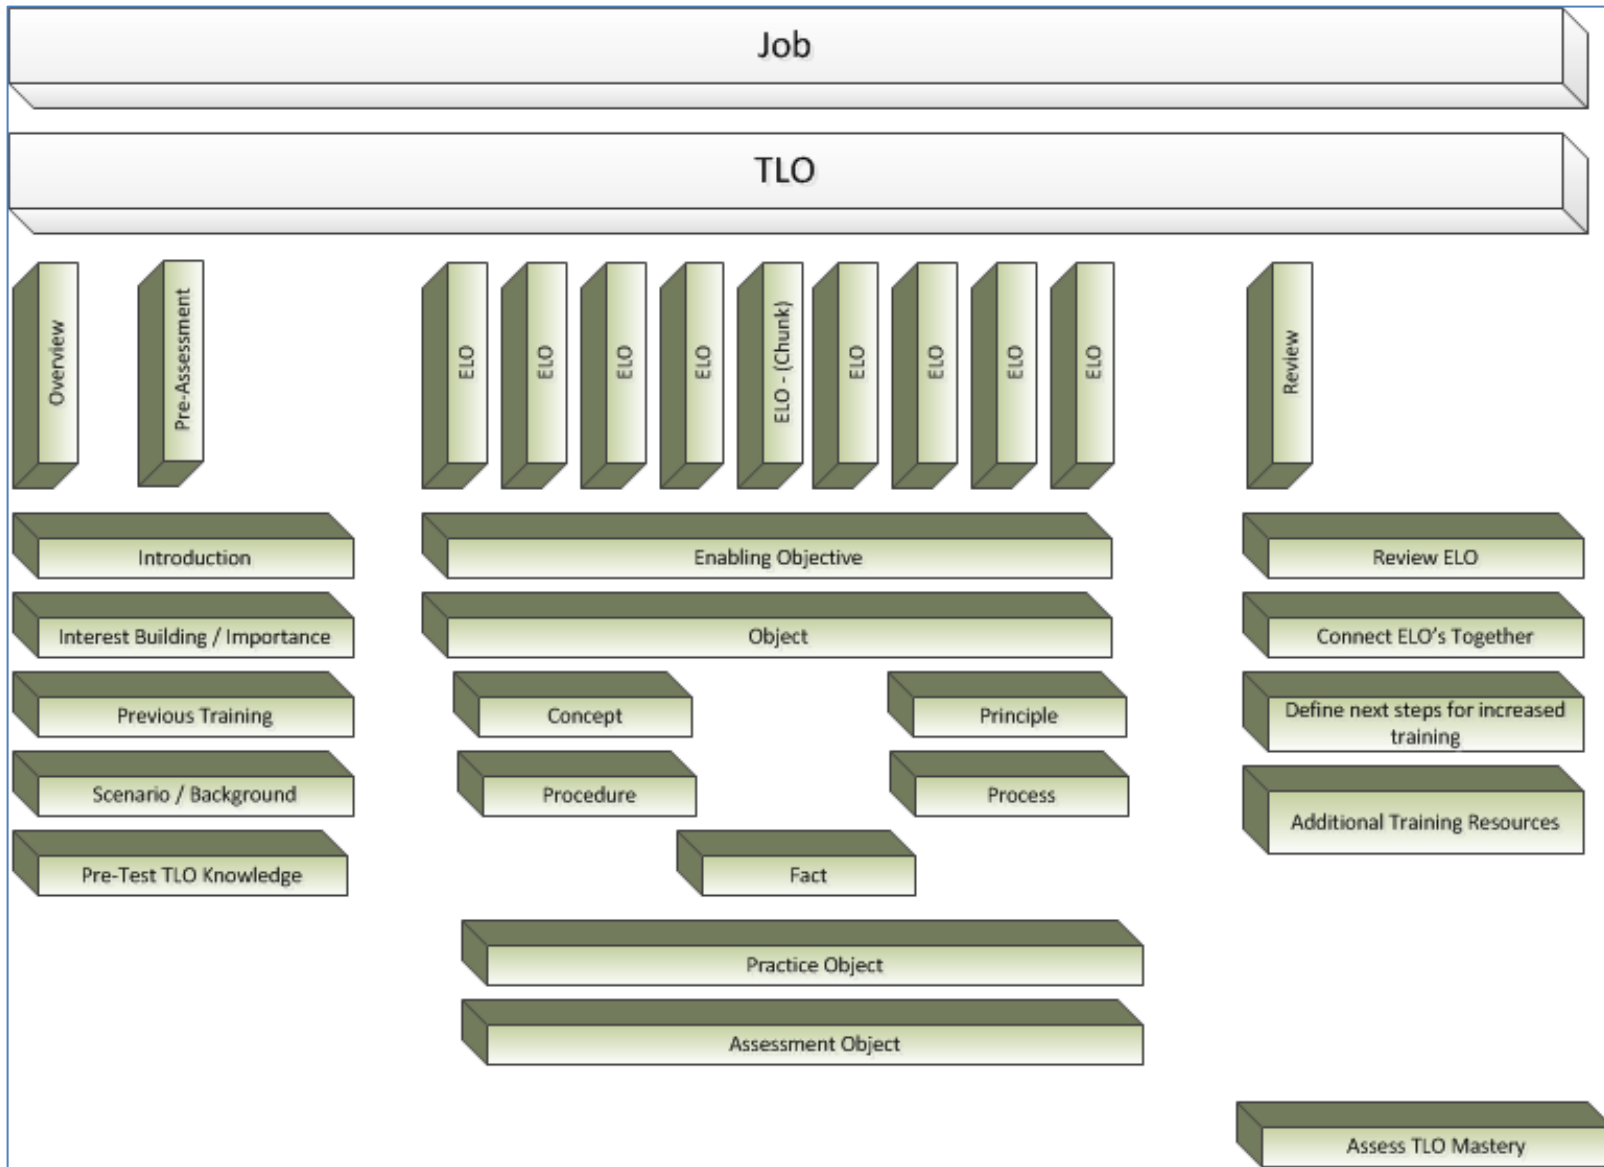 Job
TLO
Overview
Pre-Assessment
ELO
ELO
ELO
ELO
ELO - (Chunk)
ELO
ELO
ELO
ELO
Review
Introduction
Interest Building / Importance
Previous Training
Scenario / Background
Pre-Test TLO Knowledge
Enabling Objective
Object
Concept
Principle
Procedure
Process
Fact
Practice Object
Assessment Object
Review ELO
Connect ELO's Together
Define next steps for increased
training
Additional Training Resources
Assess TLO Mastery